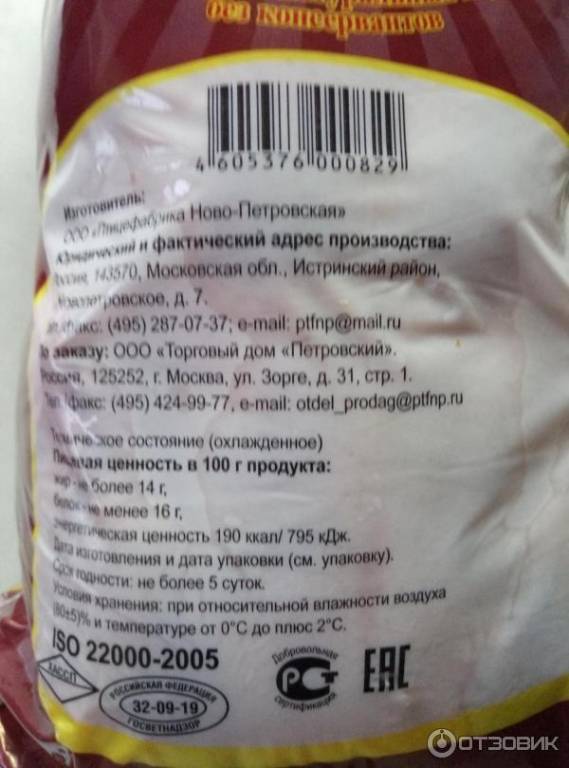 без консервантов
4 605376 000829
Изготовитель:
ООО «Птицефабрика Ново-Петровская»
Юридический и фактический адрес производства:
Россия, 143570, Московская обл., Истринский район,
Новопетровское, д. 7.
тел./факс: (495) 287-07-37; e-mail: ptfnp@mail.ru
По заказу: ООО «Торговый дом «Петровский».
Россия, 125252, г. Москва, ул. Зорге, д. 31, стр. 1.
Тел./факс: (495) 424-99-77, e-mail: otdel_prodag@ptfnp.ru
Термическое состояние (охлажденное)
Пищевая ценность в 100 г продукта:
жир - не более 14 г,
белок - не менее 16 г,
энергетическая ценность 190 ккал/ 795 кДж.
Дата изготовления и дата упаковки (см. упаковку).
Срок годности: не более 5 суток.
Условия хранения: при относительной влажности воздуха
(80±5)% и температуре от 0°С до плюс 2°С.
ISO 22000-2005
ХАССП
РОССИЙСКАЯ ФЕДЕРАЦИЯ
32-09-19
ГОСВЕТНАДЗОР
Добровольная
РСТ
сертификация
ЕАС
ОТЗОВИК